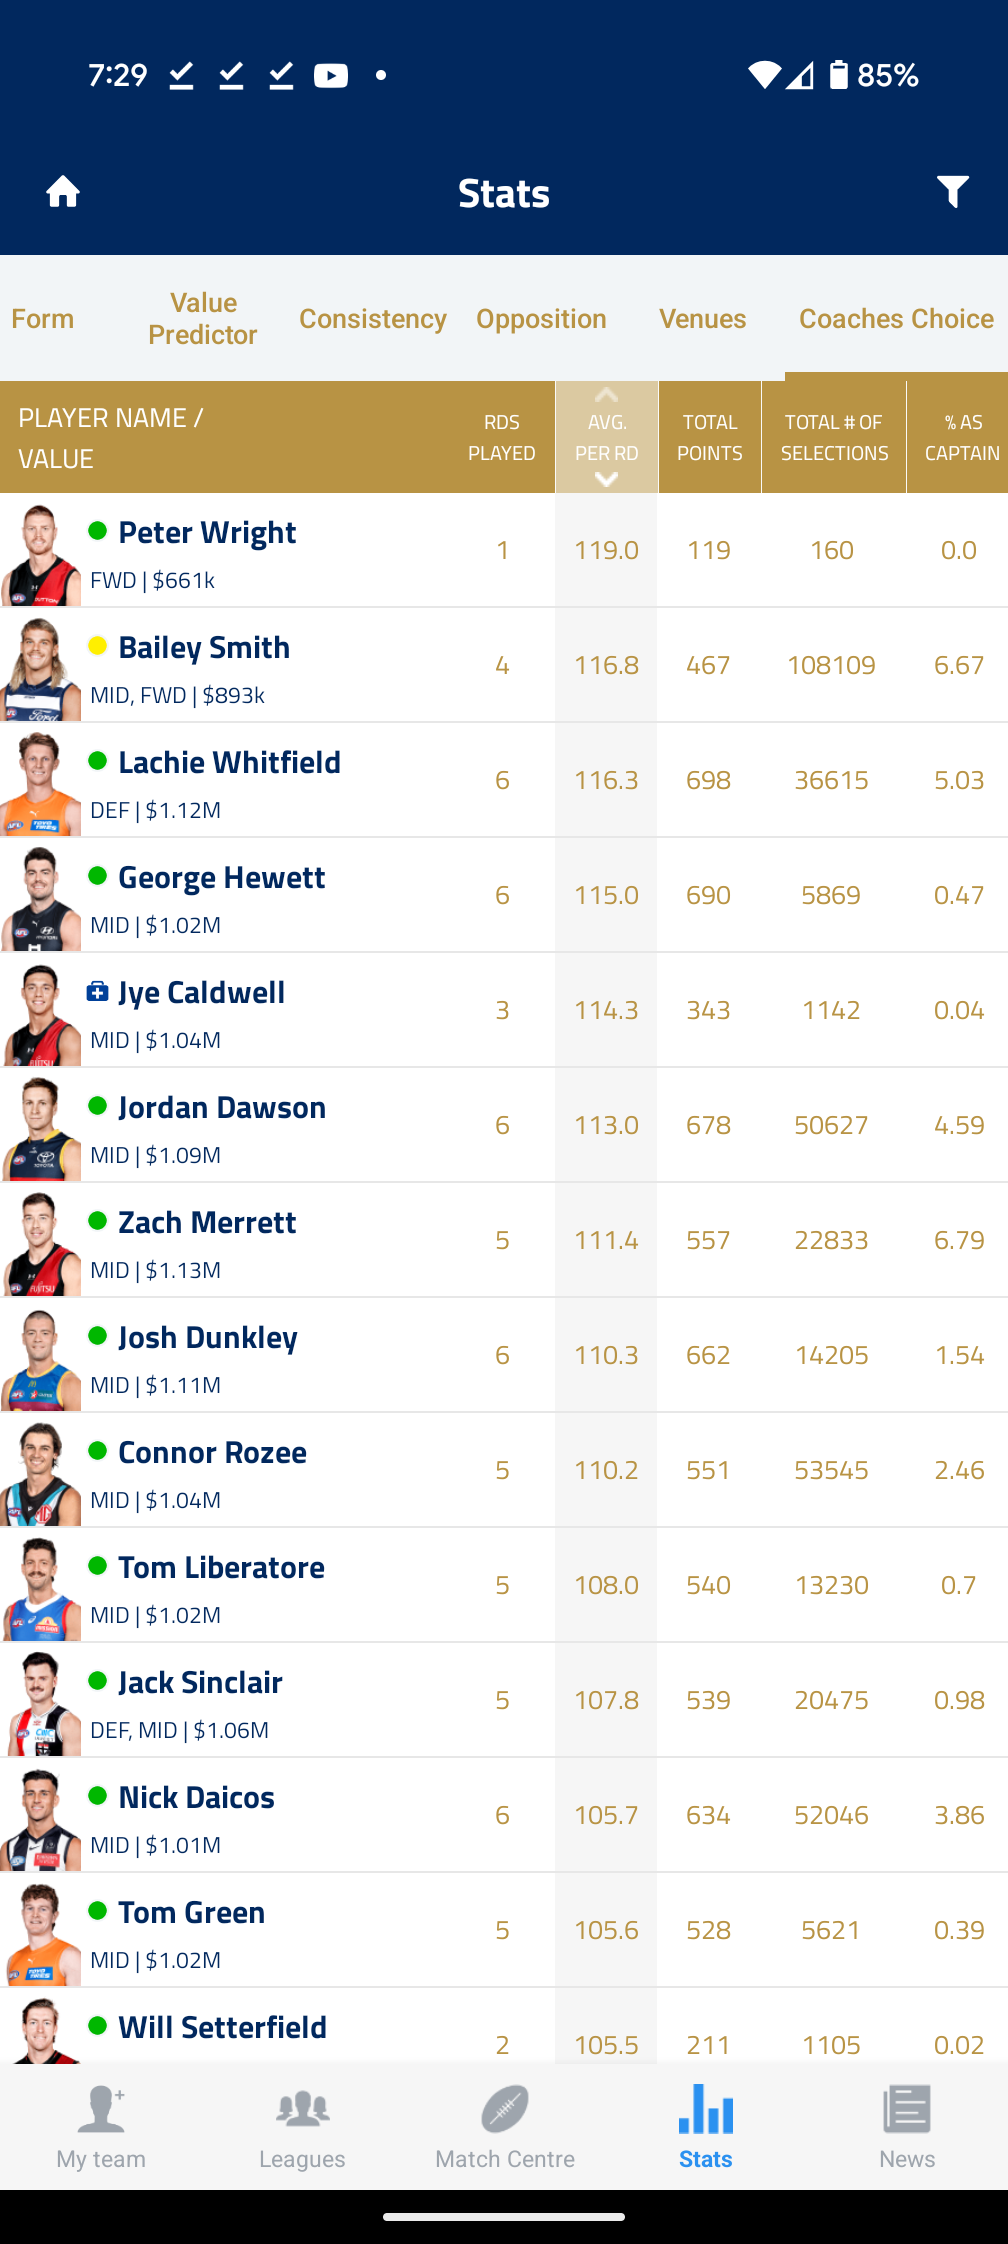 7:29 85%
Stats
Form Value Predictor Consistency Opposition Venues Coaches Choice
PLAYER NAME / VALUE RDS PLAYED AVG. PER RD TOTAL POINTS TOTAL # OF SELECTIONS % AS CAPTAIN
Peter Wright
FWD | $661k 1 119.0 119 160 0.0
Bailey Smith
MID, FWD | $893k 4 116.8 467 108109 6.67
Lachie Whitfield
DEF | $1.12M 6 116.3 698 36615 5.03
George Hewett
MID | $1.02M 6 115.0 690 5869 0.47
Jye Caldwell
MID | $1.04M 3 114.3 343 1142 0.04
Jordan Dawson
MID | $1.09M 6 113.0 678 50627 4.59
Zach Merrett
MID | $1.13M 5 111.4 557 22833 6.79
Josh Dunkley
MID | $1.11M 6 110.3 662 14205 1.54
Connor Rozee
MID | $1.04M 5 110.2 551 53545 2.46
Tom Liberatore
MID | $1.02M 5 108.0 540 13230 0.7
Jack Sinclair
DEF, MID | $1.06M 5 107.8 539 20475 0.98
Nick Daicos
MID | $1.01M 6 105.7 634 52046 3.86
Tom Green
MID | $1.02M 5 105.6 528 5621 0.39
Will Setterfield
2 105.5 211 1105 0.02
My team Leagues Match Centre Stats News